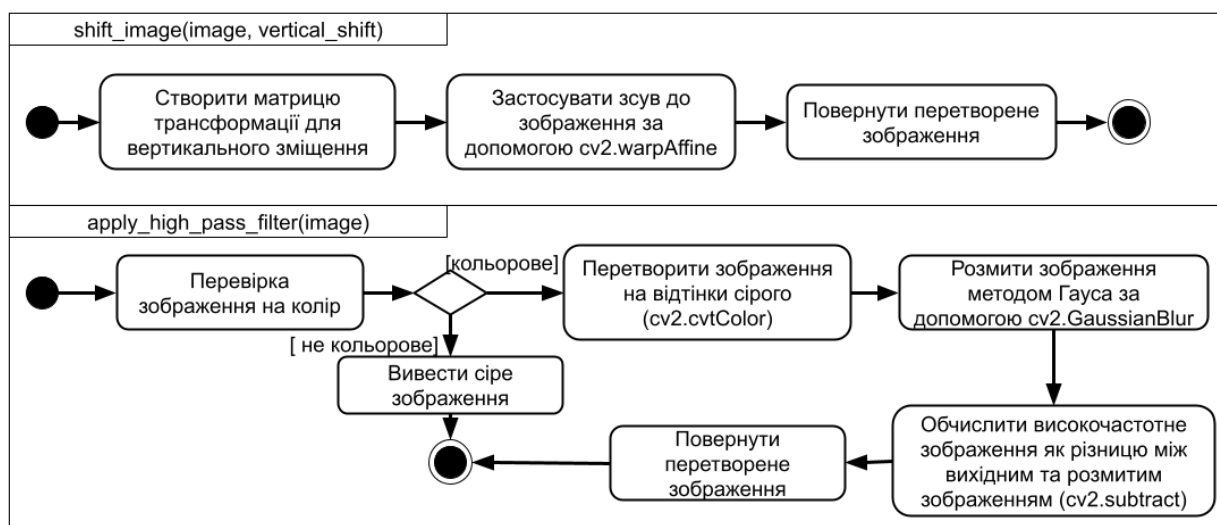 shift_image(image, vertical_shift)
Створити матрицю
трансформації для
вертикального зміщення
Застосувати зсув до
зображення за
допомогою cv2.warpAffine
Повернути перетворене
зображення
apply_high_pass_filter(image)
Перевірка
зображення на колір
[кольорове]
Перетворити зображення
на відтінки сірого
(cv2.cvtColor)
Розмити зображення
методом Гауса за
допомогою cv2.GaussianBlur
[ не кольорове]
Вивести сіре
зображення
Обчислити високочастотне
зображення як різницю між
вихідним та розмитим
зображенням (cv2.subtract)
Повернути
перетворене
зображення